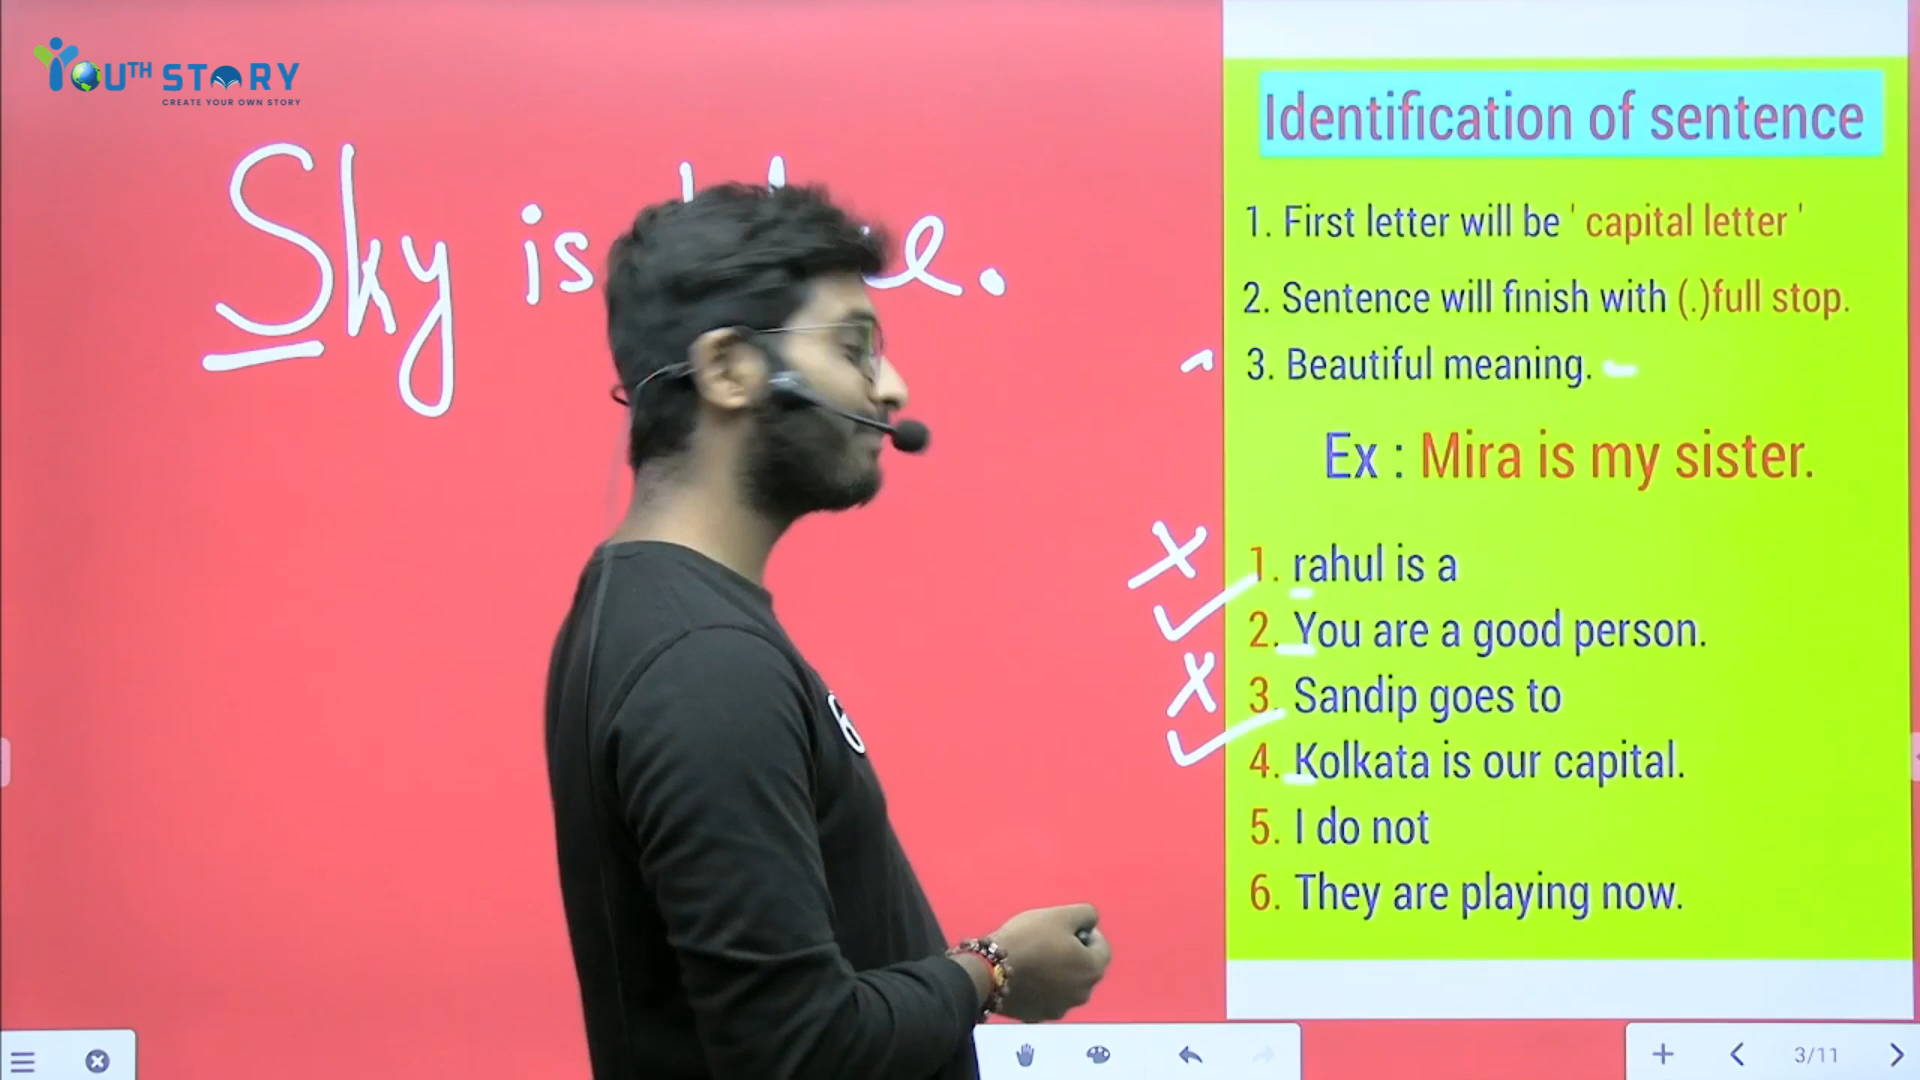 YOUTH STORY
CREATE YOUR OWN STORY
Sky is
Identification of sentence
1. First letter will be ' capital letter '
2. Sentence will finish with (.)full stop.
3. Beautiful meaning.
Ex : Mira is my sister.
1. rahul is a
2. You are a good person.
3. Sandip goes to
4. Kolkata is our capital.
5. I do not
6. They are playing now.
3/11